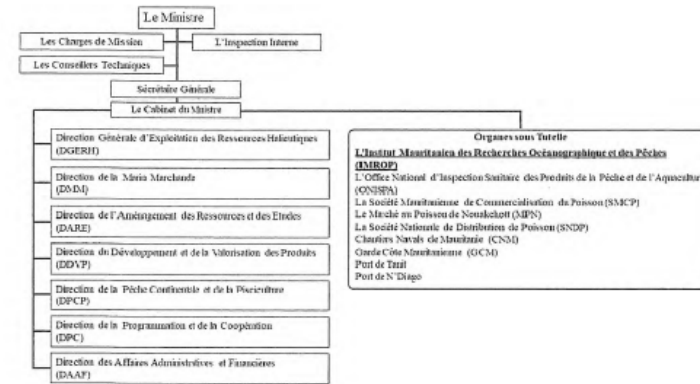 Le Ministre
Les Charges de Mission
L'Inspection Interne
Les Conseillers Techniques
Sécrétaire Générale
Le Cabinet du Ministre
Direction Générale d'Exploitation des Ressources Halieutiques
(DGERH)
Direction de la Marin Marchande
(DMM)
Direction de l'Aménagement des Ressources et des Etudes
(DARE)
Direction du Développement et de la Valorisation des Produits
(DDVP)
Direction de la Pêche Continentale et de la Pisciculture
(DPCP)
Direction de la Programmation et de la Coopération
(DPC)
Direction des Affaires Administratives et Financières
(DAAF)
Organes sous Tutelle
L'Institut Mauritanien des Recherches Océanographique et des Pêches
(IMROP)
L'Office National d'Inspection Sanitaire des Produits de la Pêche et de l'Aquaculture
(ONISPA)
La Société Mauritanienne de Commercialisation du Poisson (SMCP)
Le Marché au Poisson de Nouakchott (MPN)
La Société Nationale de Distribution de Poisson (SNDP)
Chantiers Navals de Mauritanie (CNM)
Garde Côte Mauritanienne (GCM)
Port de Tanit
Port de N'Diago